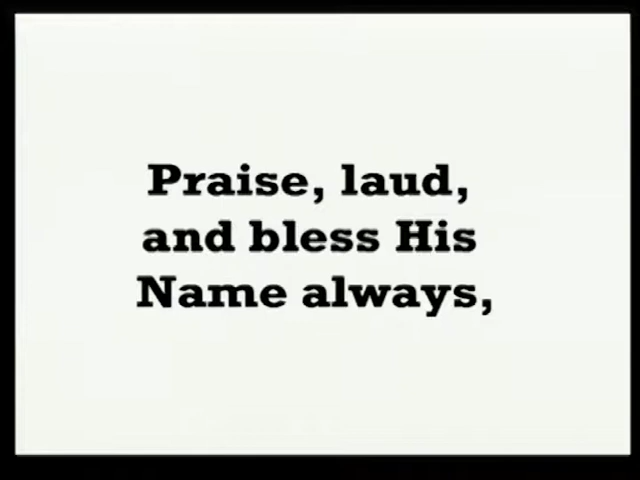 Praise, laud,
and bless His
Name always,